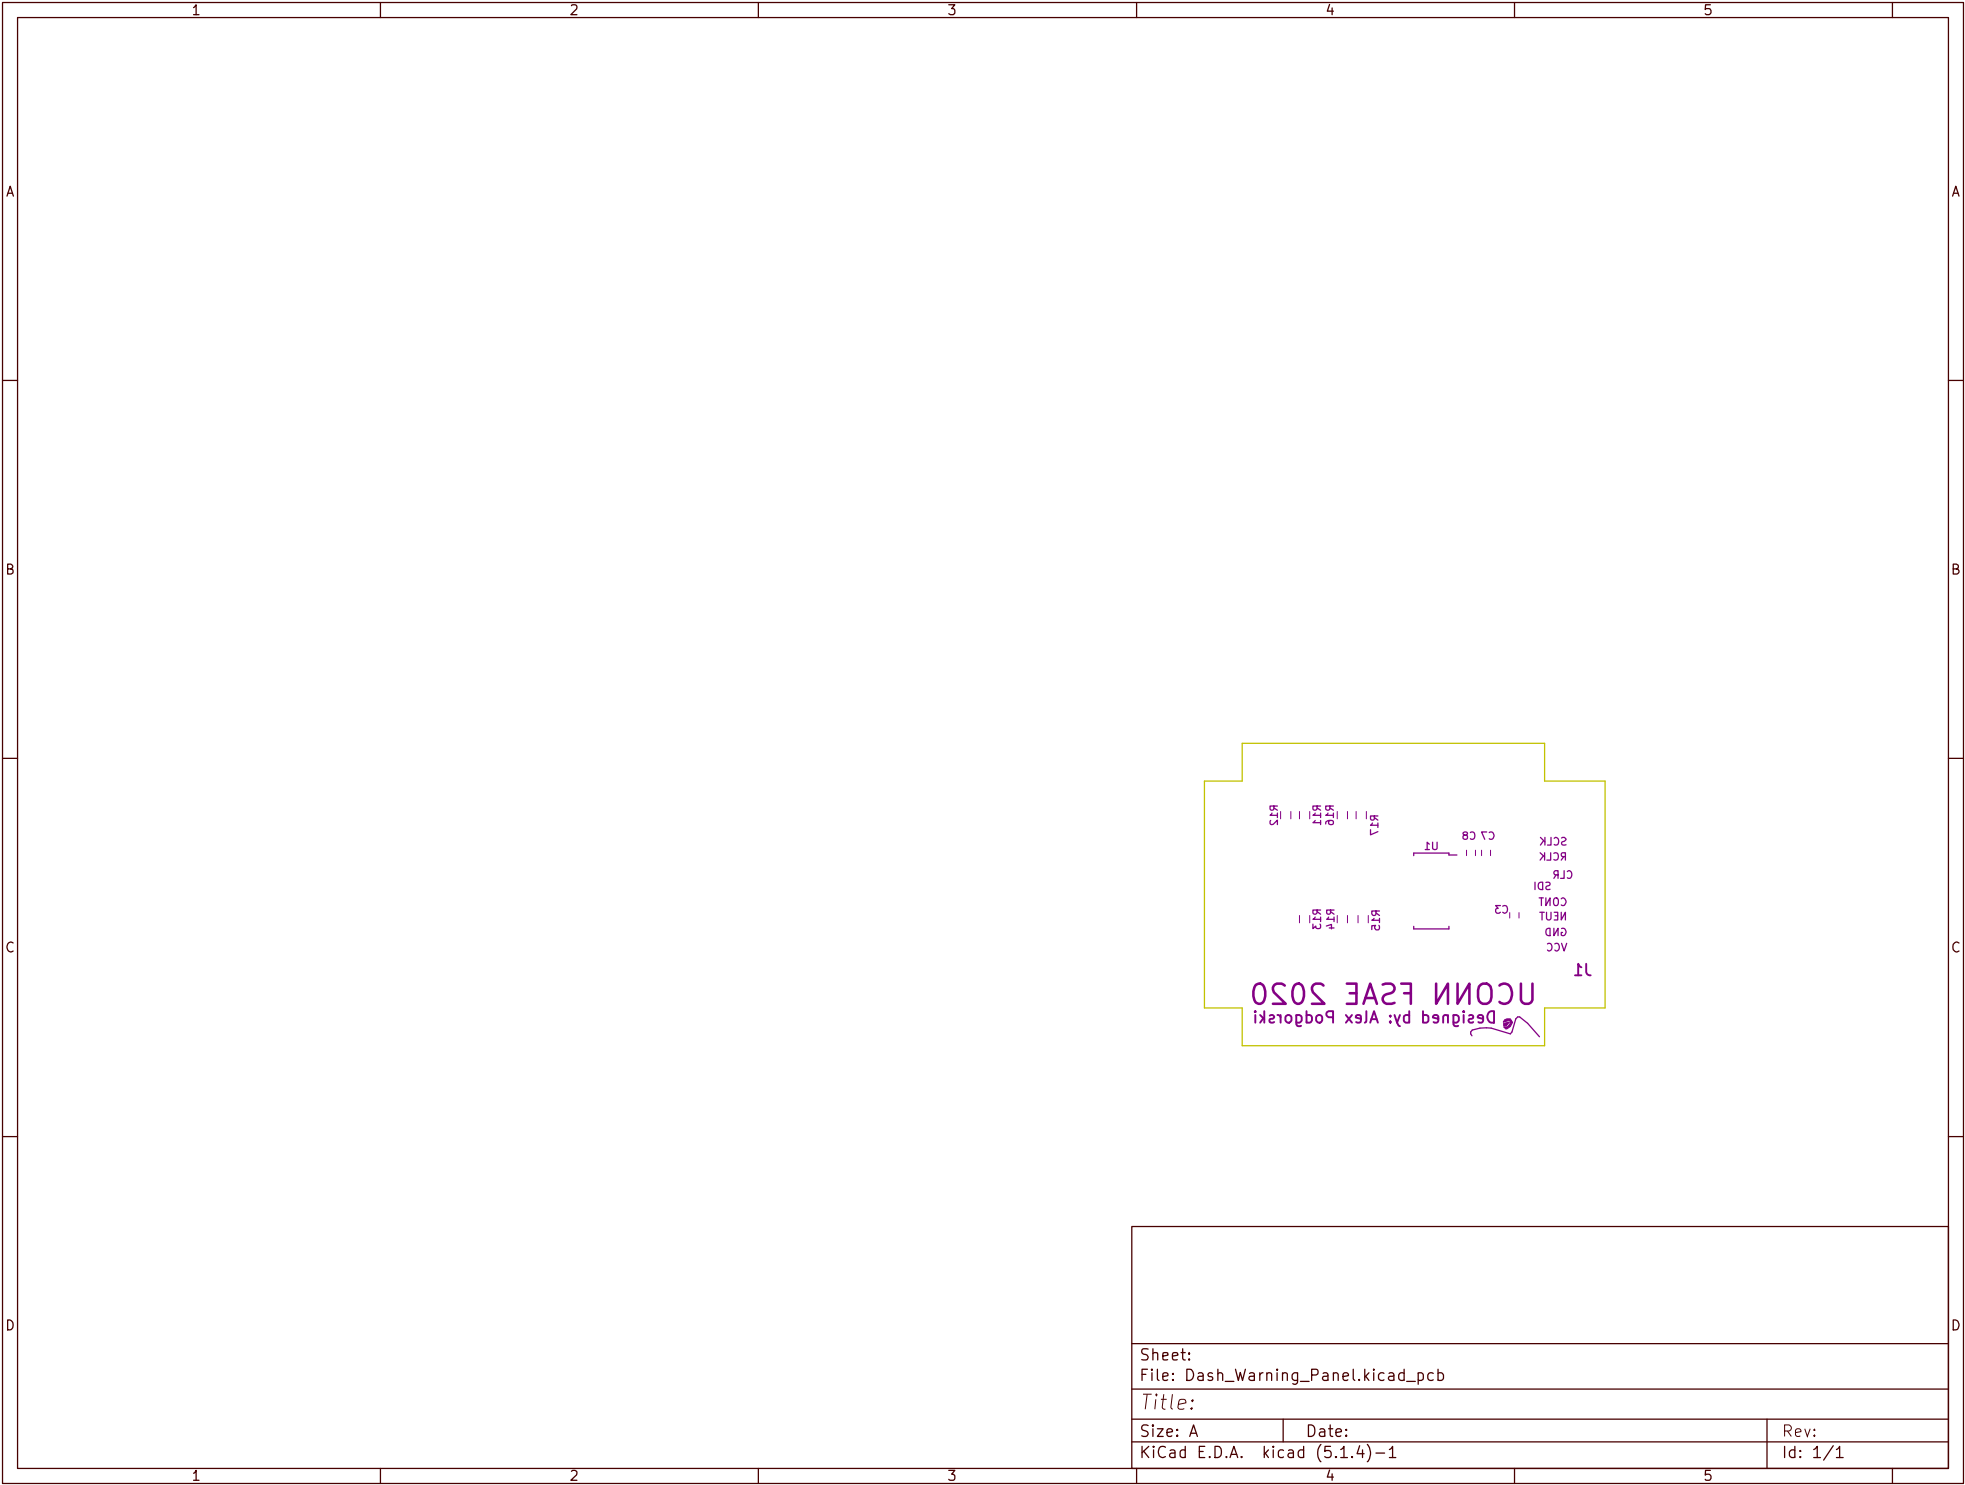 1 2 3 4 5
A A
B B
R12 R11 R16 R17
C8 C7
U1
SCLK
RCLK
CLR
SDI
CONT
C3
NEUT
R13 R14 R15
GND
C VCC C
J1
UCONN FSAE 2020
Designed by: Alex Podgorski
D D
Sheet:
File: Dash_Warning_Panel.kicad_pcb
Title:
Size: A Date: Rev:
KiCad E.D.A. kicad (5.1.4)-1 Id: 1/1
1 2 3 4 5